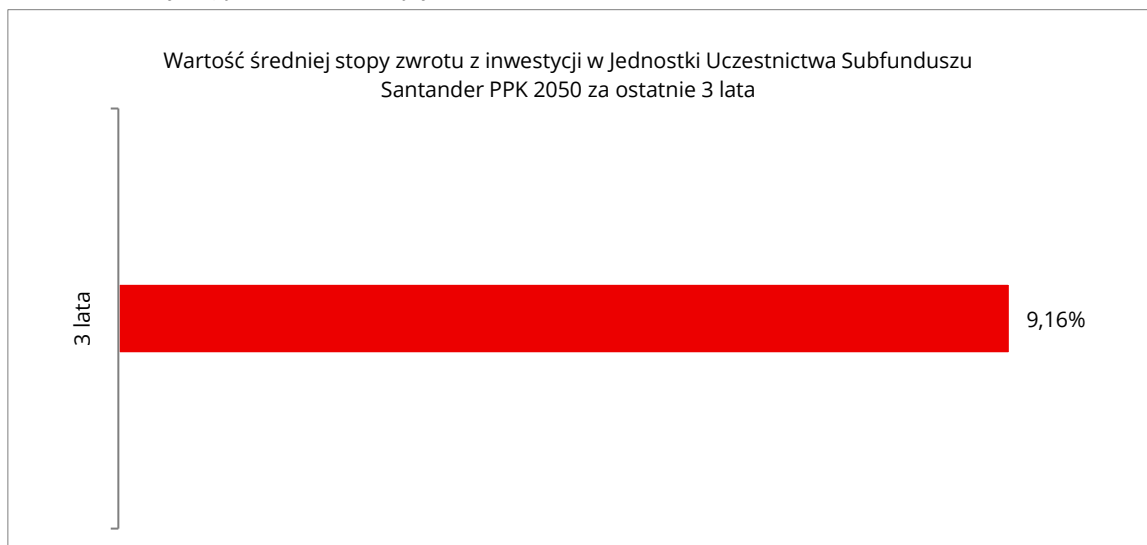 Wartość średniej stopy zwrotu z inwestycji w Jednostki Uczestnictwa Subfunduszu
Santander PPK 2050 za ostatnie 3 lata
3 lata
9,16%